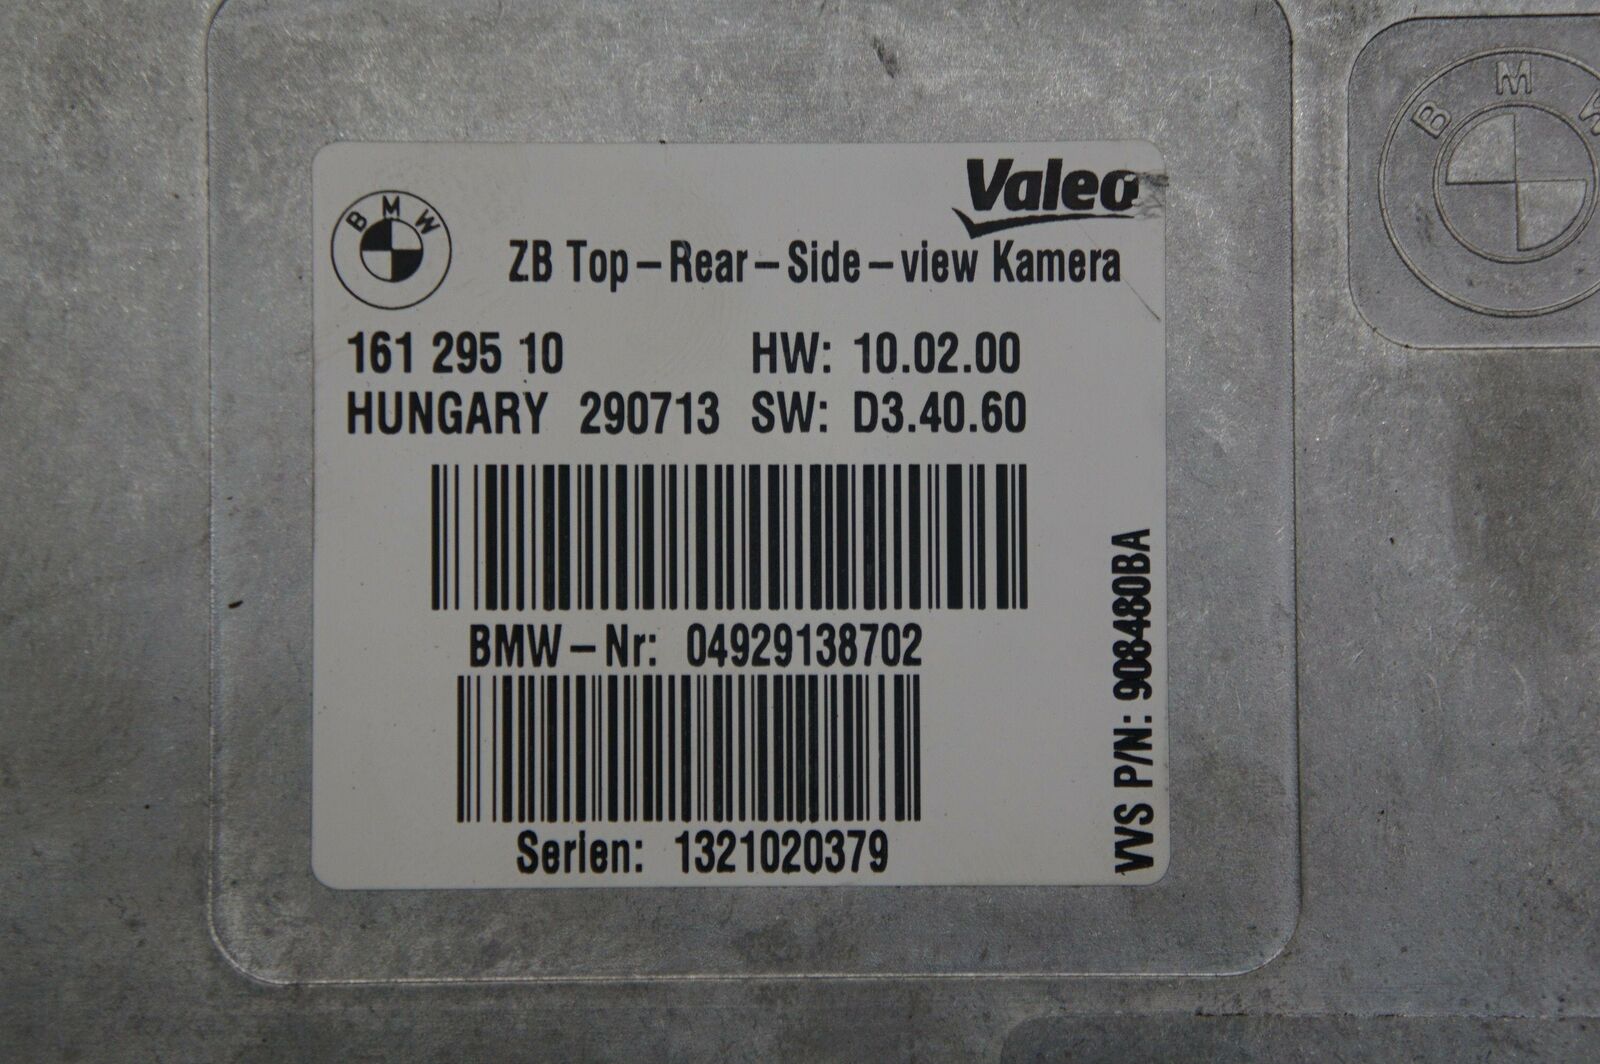 BMW
Valeo
ZB Top-Rear-Side-view Kamera
161 295 10 HW: 10.02.00
HUNGARY 290713 SW: D3.40.60
BMW-Nr: 04929138702
Serien: 1321020379
VVS P/N: 908480BA
BMW